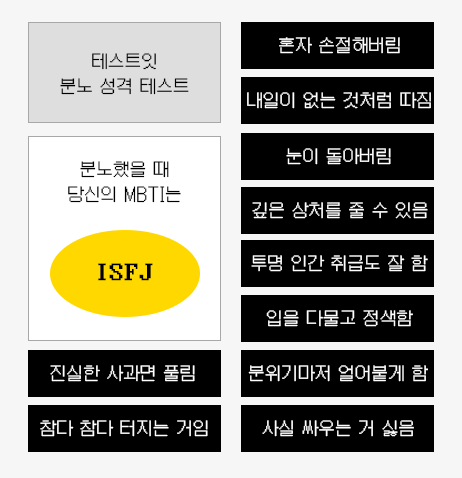 테스트잇
분노 성격 테스트
분노했을 때
당신의 MBTI는
ISFJ
진실한 사과면 풀림
참다 참다 터지는 거임
혼자 손절해버림
내일이 없는 것처럼 따짐
눈이 돌아버림
깊은 상처를 줄 수 있음
투명 인간 취급도 잘 함
입을 다물고 정색함
분위기마저 얼어붙게 함
사실 싸우는 거 싫음